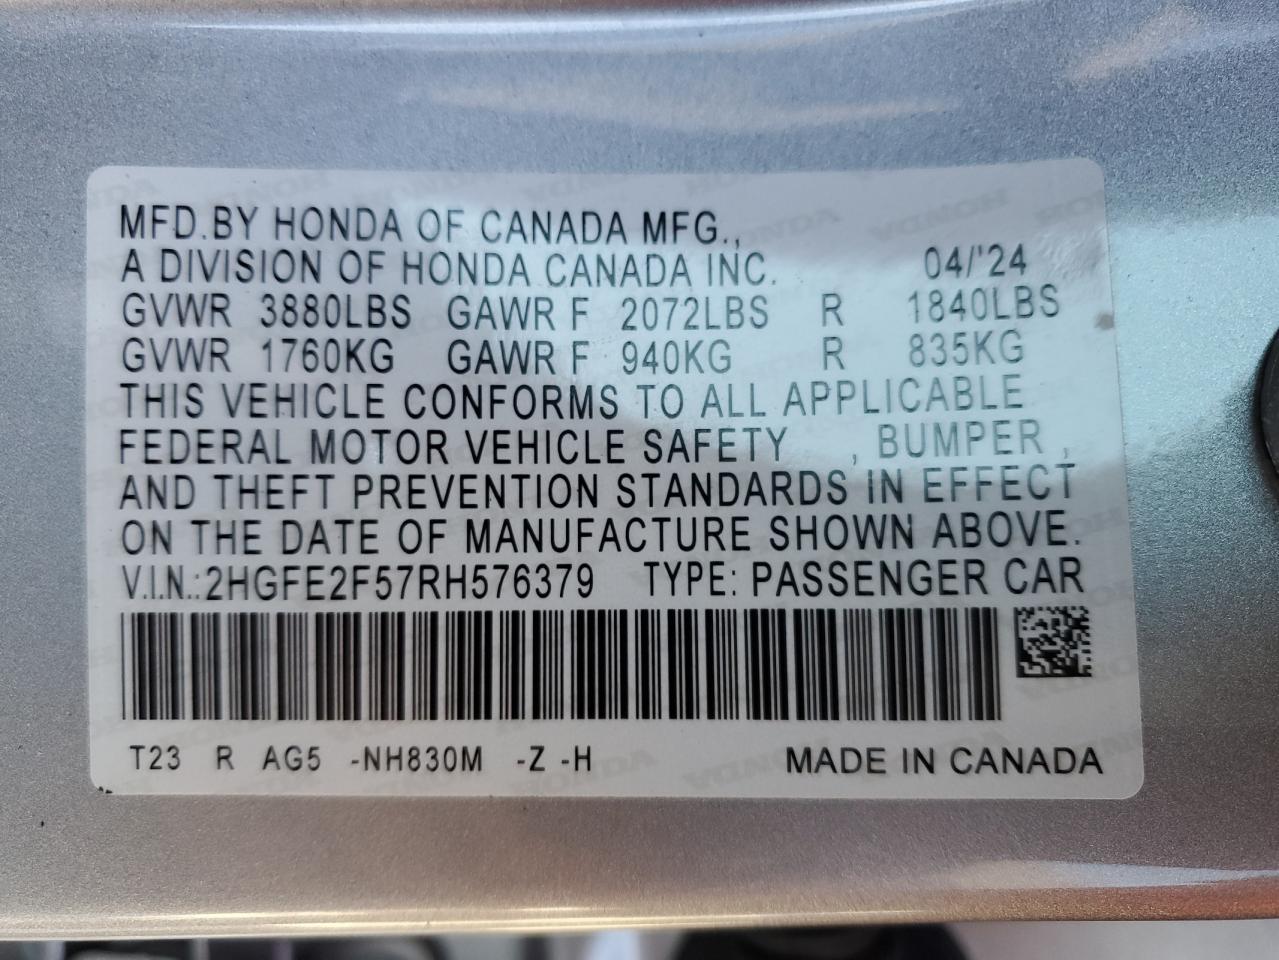 MFD.BY HONDA OF CANADA MFG.,
A DIVISION OF HONDA CANADA INC. 04/'24
GVWR 3880LBS GAWR F 2072LBS R 1840LBS
GVWR 1760KG GAWR F 940KG R 835KG
THIS VEHICLE CONFORMS TO ALL APPLICABLE
FEDERAL MOTOR VEHICLE SAFETY , BUMPER ,
AND THEFT PREVENTION STANDARDS IN EFFECT
ON THE DATE OF MANUFACTURE SHOWN ABOVE.
V.I.N.:2HGFE2F57RH576379 TYPE: PASSENGER CAR
T23 R AG5 -NH830M -Z -H MADE IN CANADA